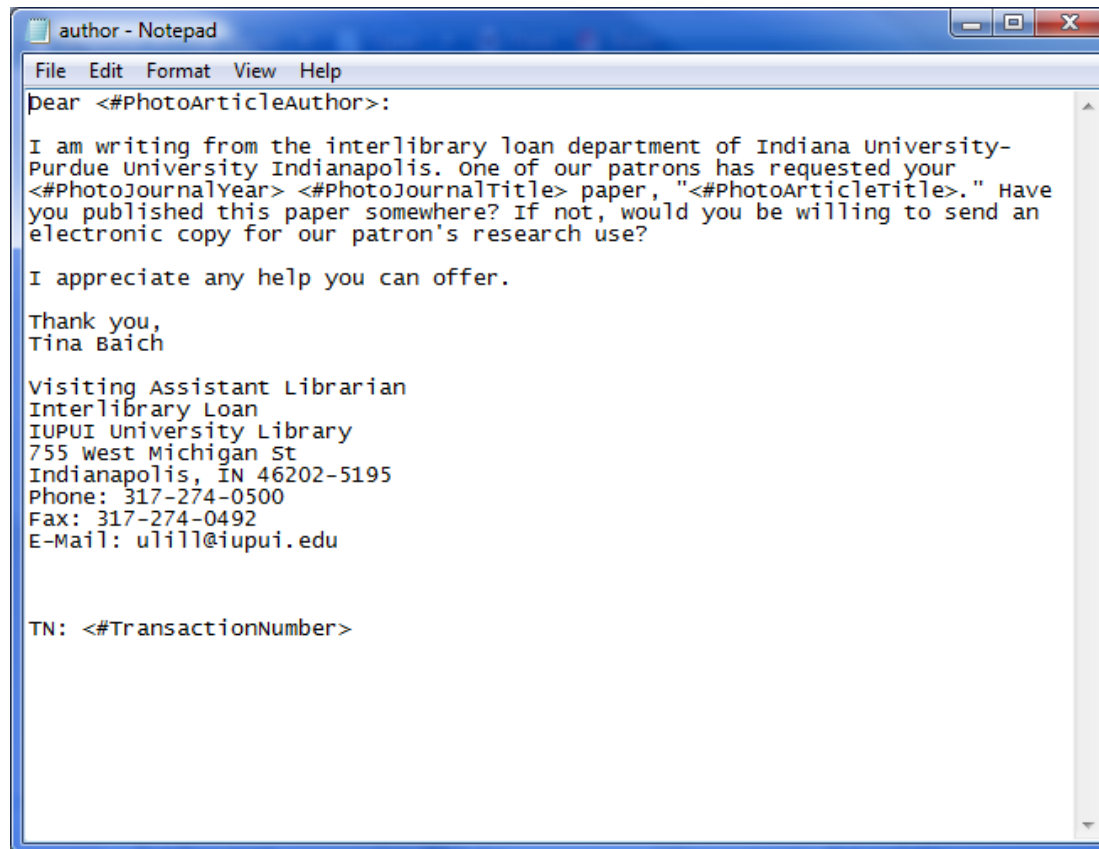 author - Notepad
File Edit Format View Help
Dear <#PhotoArticleAuthor>:
I am writing from the interlibrary loan department of Indiana University-
Purdue University Indianapolis. One of our patrons has requested your
<#PhotoJournalYear> <#PhotoJournalTitle> paper, "<#PhotoArticleTitle>." Have
you published this paper somewhere? If not, would you be willing to send an
electronic copy for our patron's research use?
I appreciate any help you can offer.
Thank you,
Tina Baich
Visiting Assistant Librarian
Interlibrary Loan
IUPUI University Library
755 West Michigan St
Indianapolis, IN 46202-5195
Phone: 317-274-0500
Fax: 317-274-0492
E-Mail: ulill@iupui.edu
TN: <#TransactionNumber>